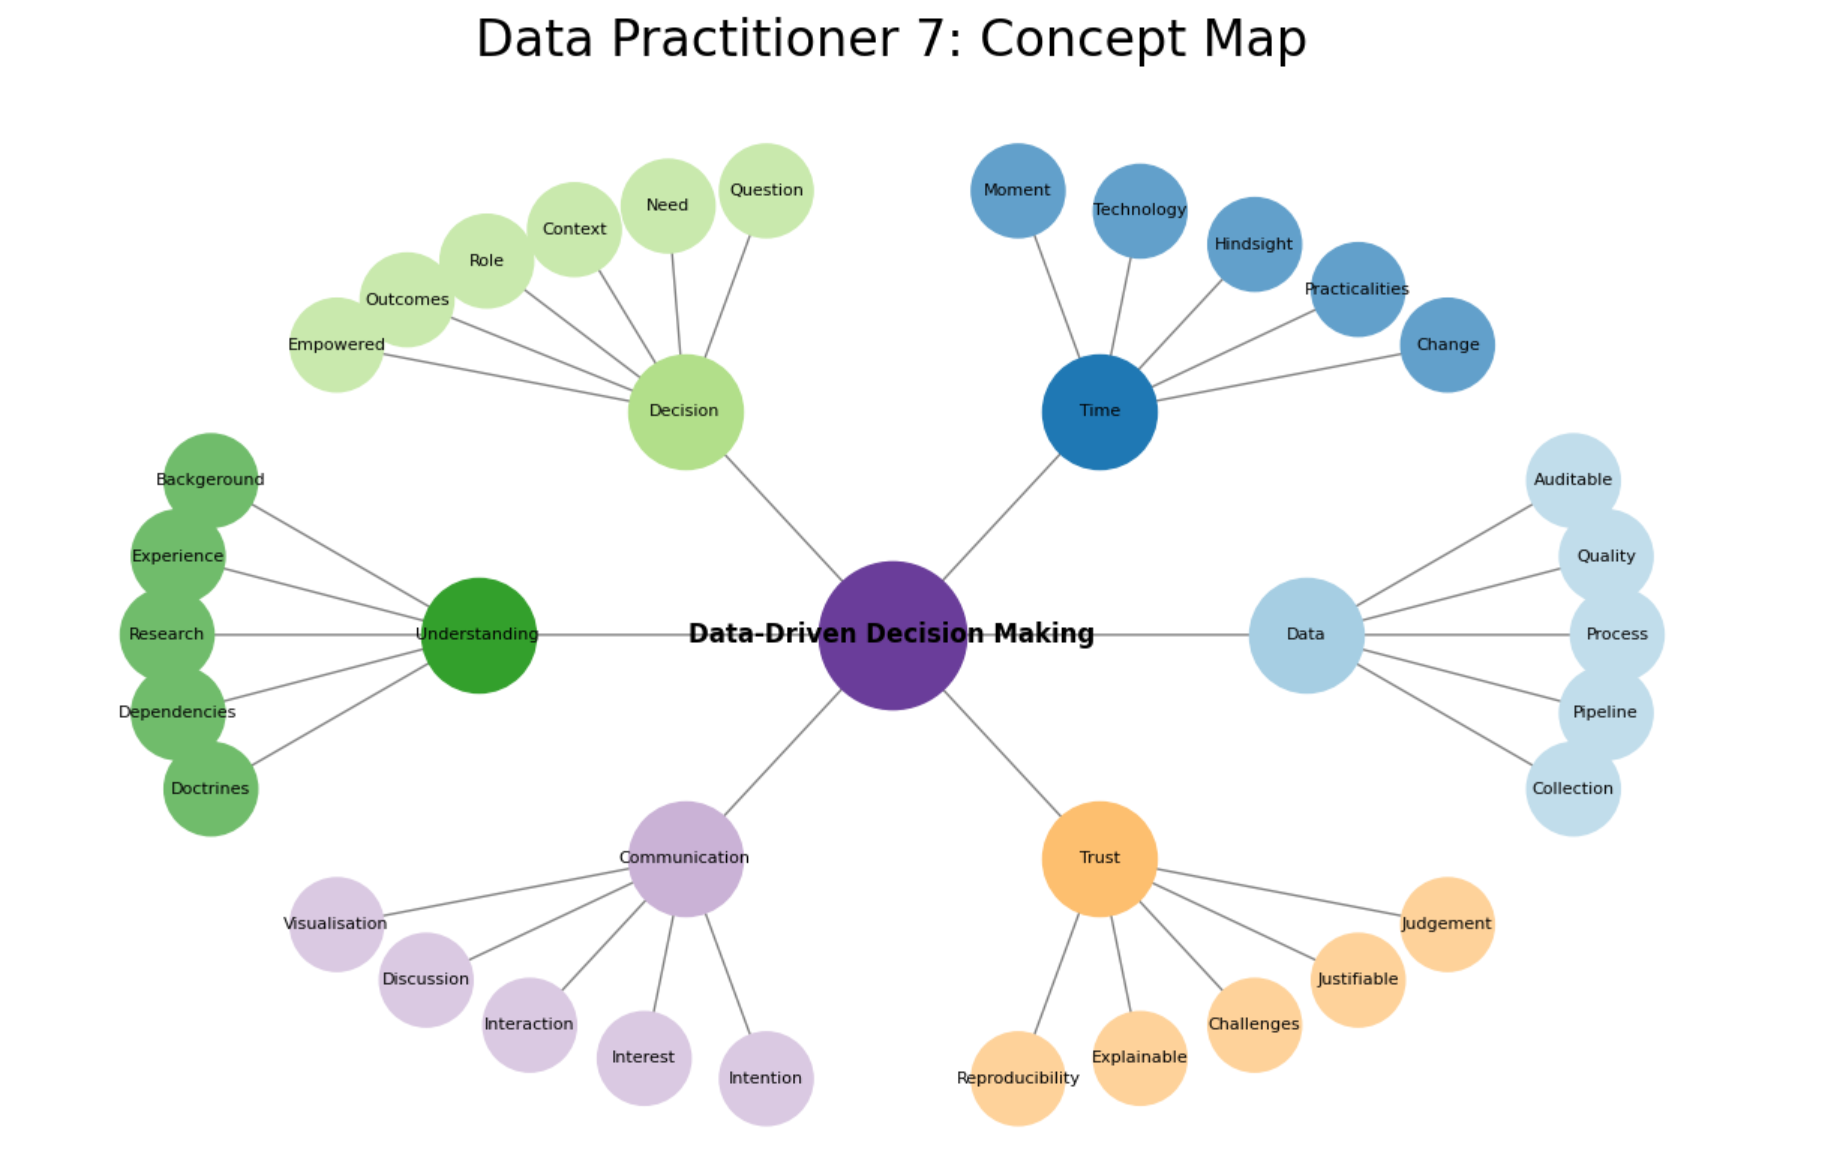 Data Practitioner 7: Concept Map
Question
Need
Context
Role
Outcomes
Empowered
Decision
Moment
Technology
Hindsight
Practicalities
Change
Time
Backgeround
Experience
Research
Dependencies
Doctrines
Understanding
Data-Driven Decision Making
Data
Auditable
Quality
Process
Pipeline
Collection
Communication
Visualisation
Discussion
Interaction
Interest
Intention
Trust
Judgement
Justifiable
Challenges
Explainable
Reproducibility